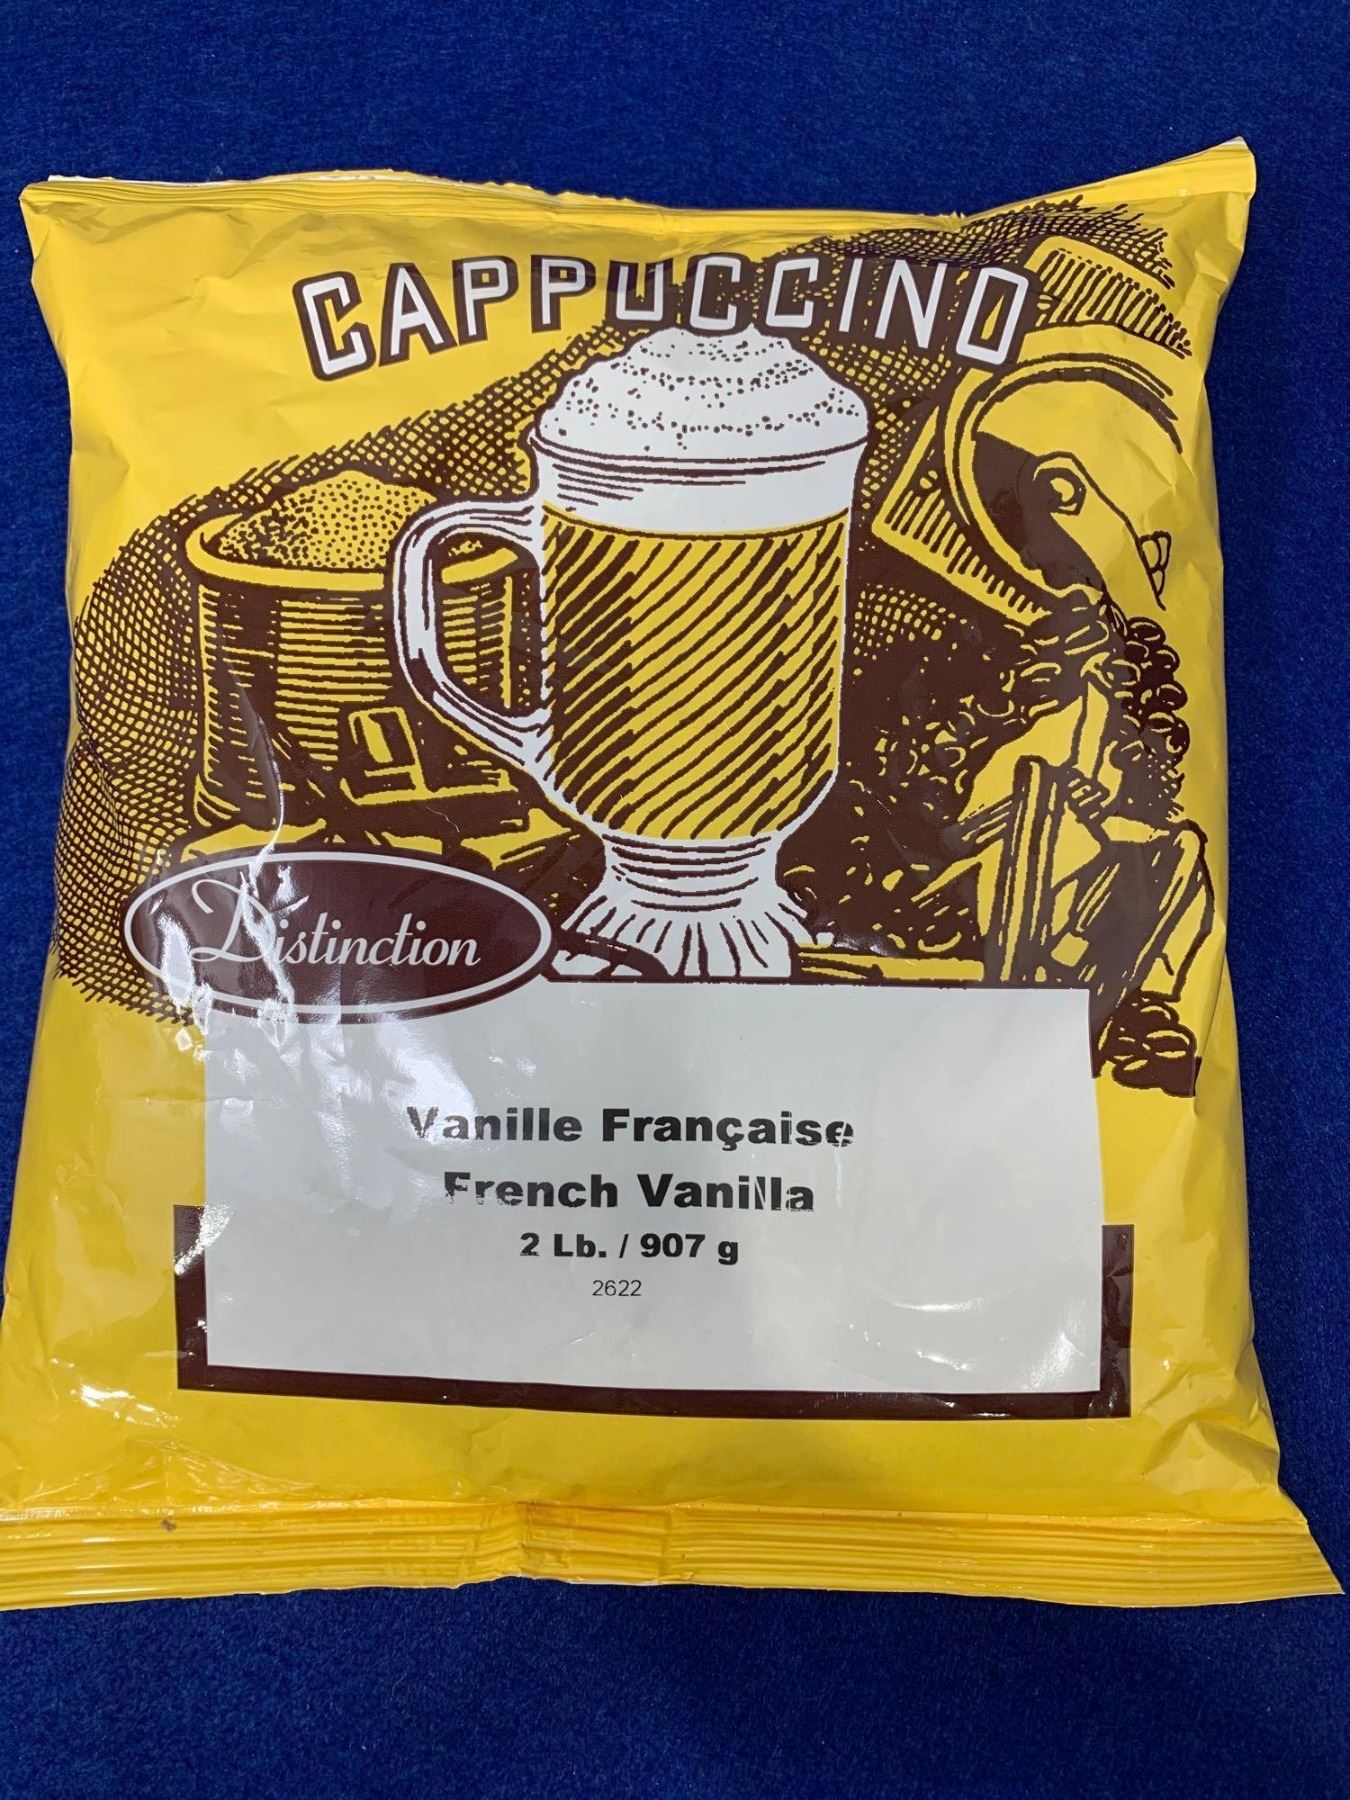 CAPPUCCINO
Distinction
Vanille Française
French Vanilla
2 Lb. / 907 g
2622